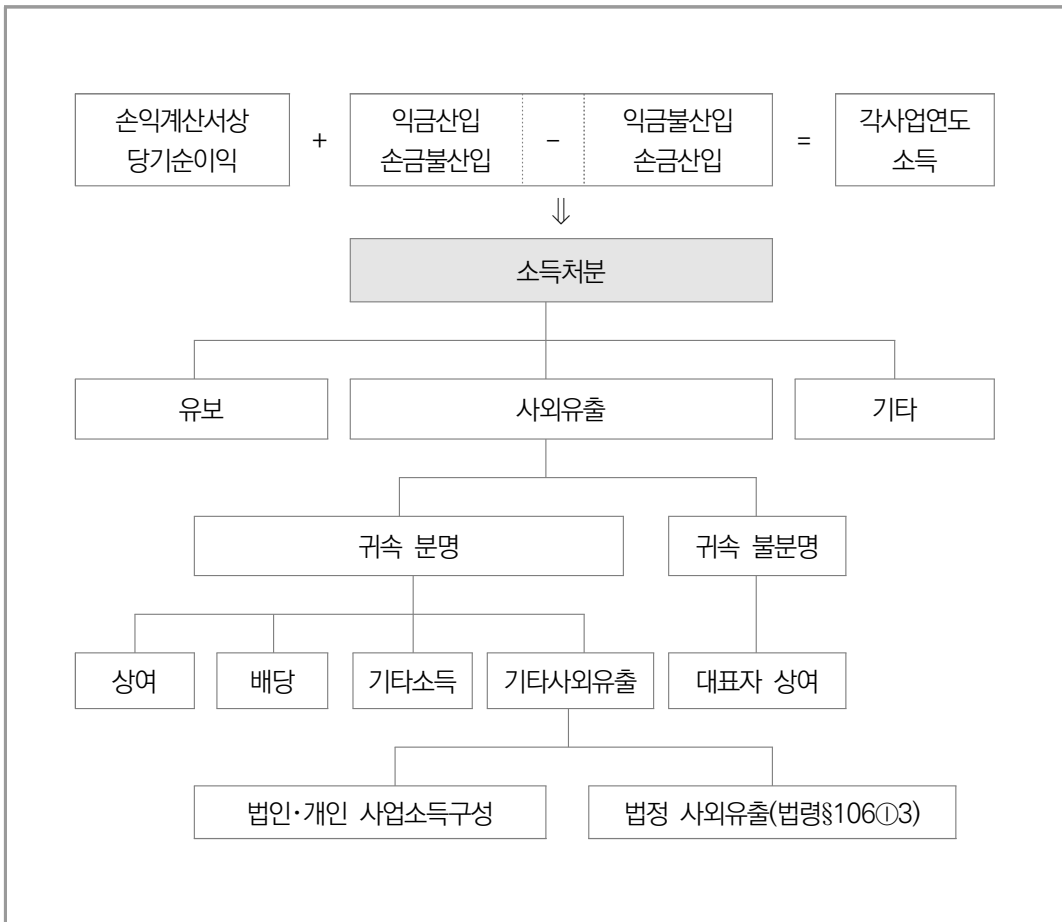 손익계산서상
당기순이익
+
익금산입
손금불산입
−
익금불산입
손금산입
=
각사업연도
소득
⇓
소득처분
유보
사외유출
기타
귀속 분명
귀속 불분명
상여
배당
기타소득
기타사외유출
대표자 상여
법인·개인 사업소득구성
법정 사외유출(법령§106①3)